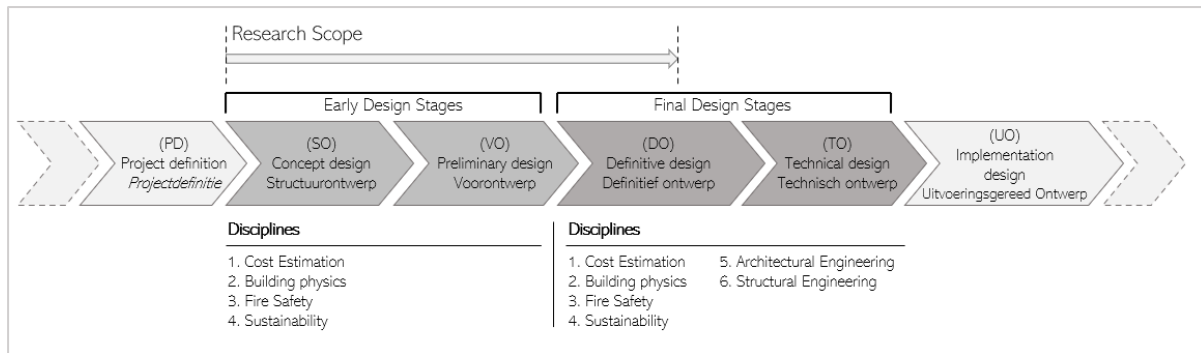 Research Scope
Early Design Stages
Final Design Stages
(PD)
Project definition
Projectdefinitie
(SO)
Concept design
Structuurontwerp
(VO)
Preliminary design
Voorontwerp
(DO)
Definitive design
Definitief ontwerp
(TO)
Technical design
Technisch ontwerp
(UO)
Implementation
design
Uitvoeringsgereed Ontwerp
Disciplines
1. Cost Estimation
2. Building physics
3. Fire Safety
4. Sustainability
Disciplines
1. Cost Estimation
2. Building physics
3. Fire Safety
4. Sustainability
5. Architectural Engineering
6. Structural Engineering